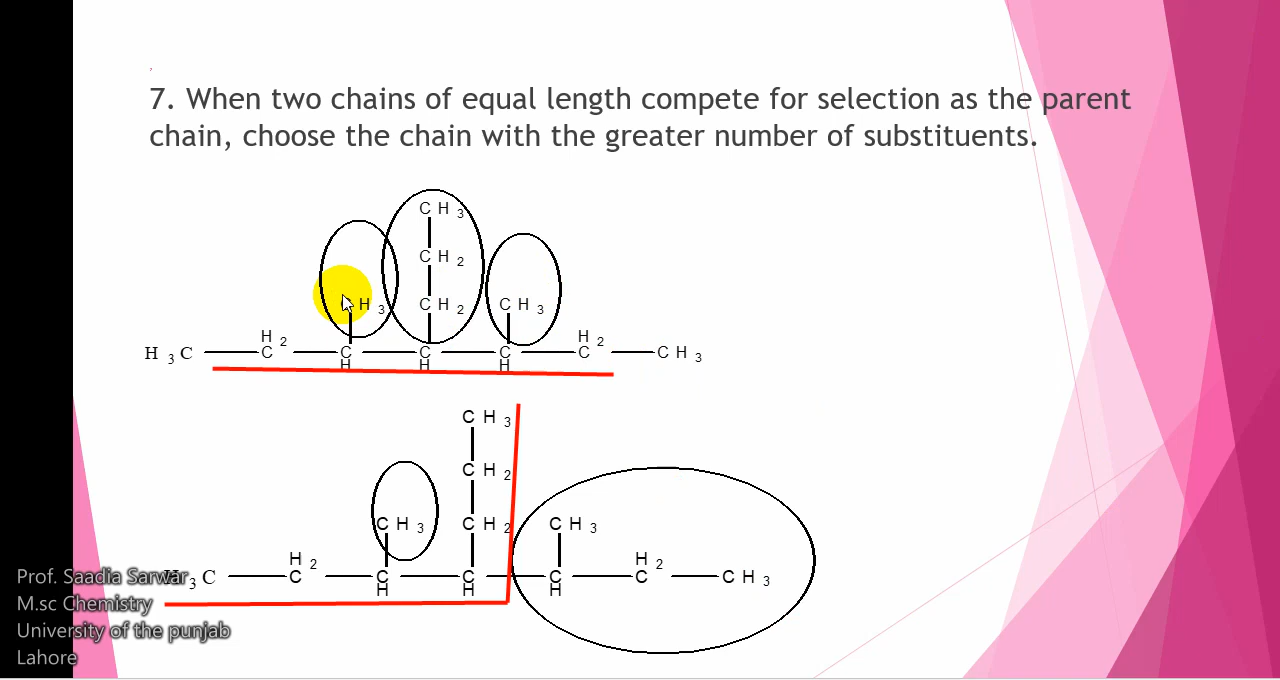 7. When two chains of equal length compete for selection as the parent
chain, choose the chain with the greater number of substituents.
C H 3
C H 2
H 3 C H 2 C H 3 C H C H 2 C H C H 3 C H H 2 C C H 3
C H 3
C H 2
C H 3 C H 2 C H 3
H 2 H 2
3 C C C C C C C H 3
H H H
Prof. Saadia Sarwar
M.sc Chemistry
University of the punjab
Lahore